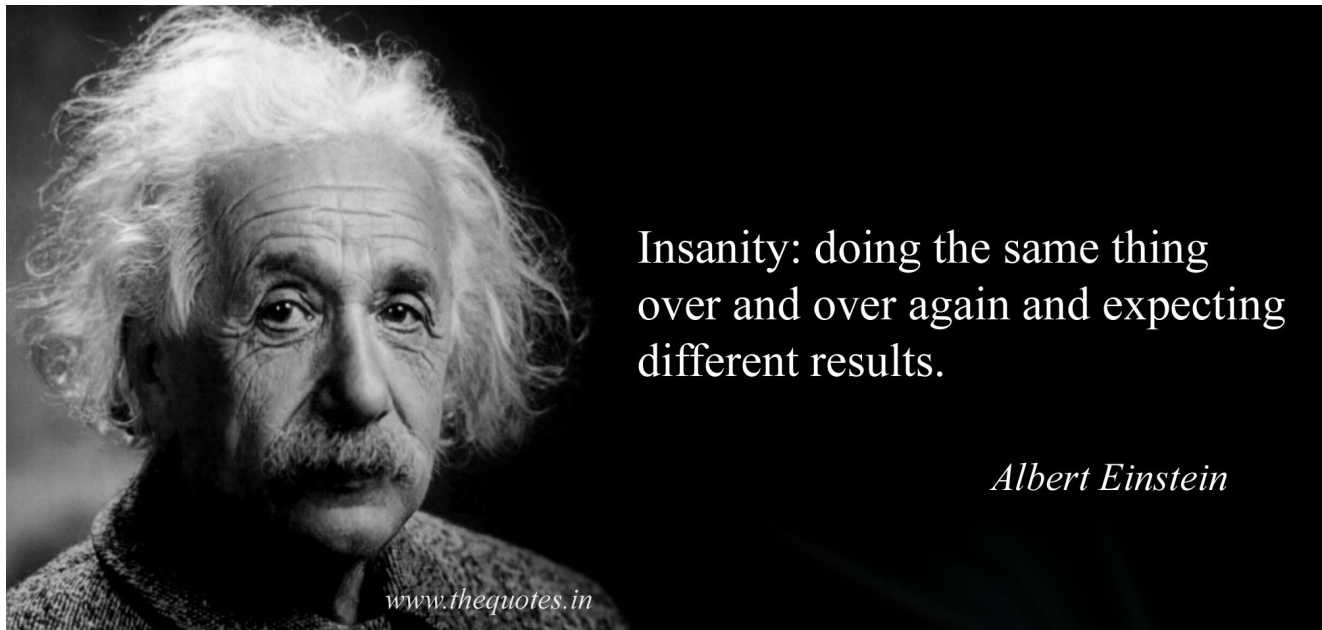 Insanity: doing the same thing
over and over again and expecting
different results.
Albert Einstein
www.thequotes.in